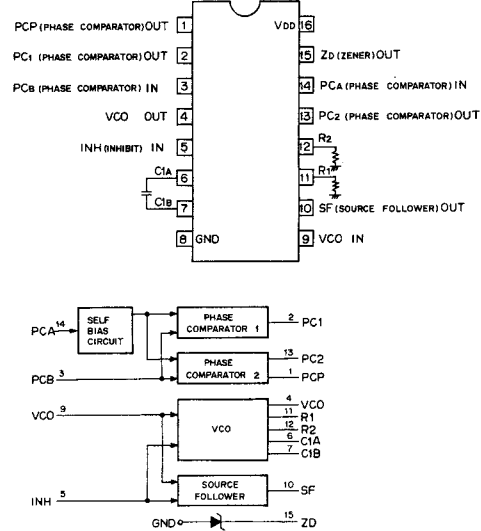 PCP (PHASE COMPARATOR) OUT 1
16 VDD
PC1 (PHASE COMPARATOR) OUT 2
15 ZD (ZENER) OUT
PCB (PHASE COMPARATOR) IN 3
14 PCA (PHASE COMPARATOR) IN
VCO OUT 4
13 PC2 (PHASE COMPARATOR) OUT
INH (INHIBIT) IN 5
12 R2
C1A 6
11 R1
C1B 7
10 SF (SOURCE FOLLOWER) OUT
8 GND
9 VCO IN
PCA 14
SELF
BIAS
CIRCUIT
PHASE
COMPARATOR 1
2 PC1
PCB 3
PHASE
COMPARATOR 2
13 PC2
1 PCP
VCO 9
VCO
4 VCO
11 R1
12 R2
6 C1A
7 C1B
INH 5
SOURCE
FOLLOWER
10 SF
GND
15 ZD